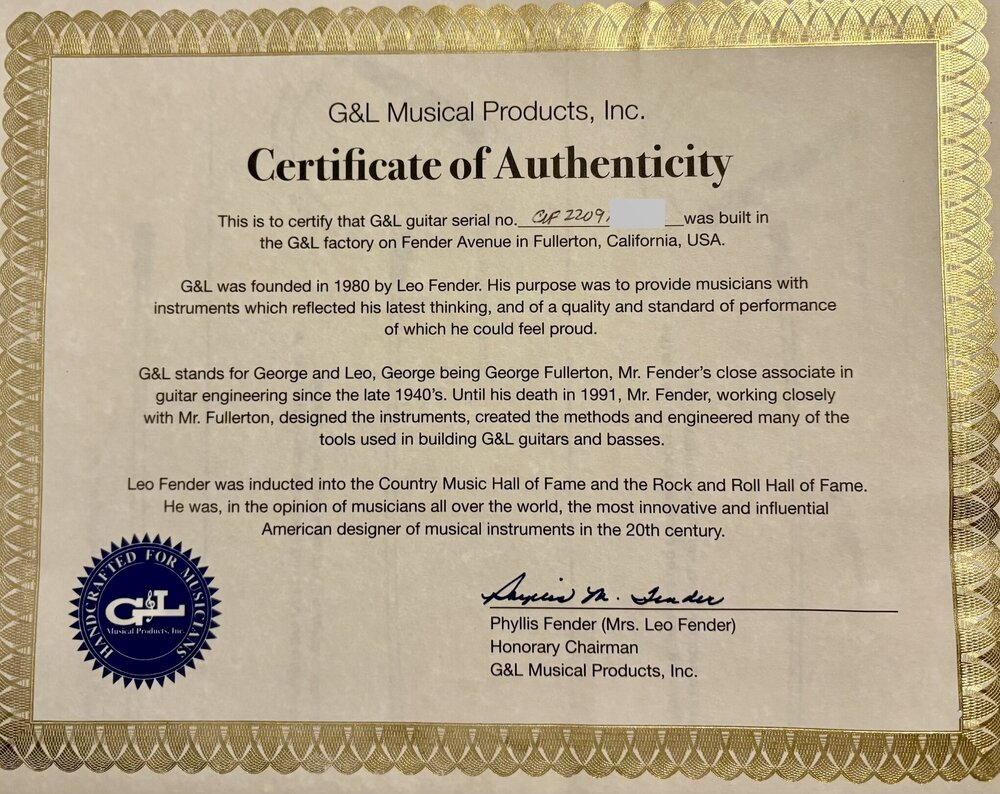 G&L Musical Products, Inc.
Certificate of Authenticity
This is to certify that G&L guitar serial no. CLF2209 was built in
the G&L factory on Fender Avenue in Fullerton, California, USA.
G&L was founded in 1980 by Leo Fender. His purpose was to provide musicians with
instruments which reflected his latest thinking, and of a quality and standard of performance
of which he could feel proud.
G&L stands for George and Leo, George being George Fullerton, Mr. Fender's close associate in
guitar engineering since the late 1940's. Until his death in 1991, Mr. Fender, working closely
with Mr. Fullerton, designed the instruments, created the methods and engineered many of the
tools used in building G&L guitars and basses.
Leo Fender was inducted into the Country Music Hall of Fame and the Rock and Roll Hall of Fame.
He was, in the opinion of musicians all over the world, the most innovative and influential
American designer of musical instruments in the 20th century.
HANDCRAFTED FOR MUSICIANS
G&L
Musical Products, Inc.
Phyllis M. Fender
Phyllis Fender (Mrs. Leo Fender)
Honorary Chairman
G&L Musical Products, Inc.